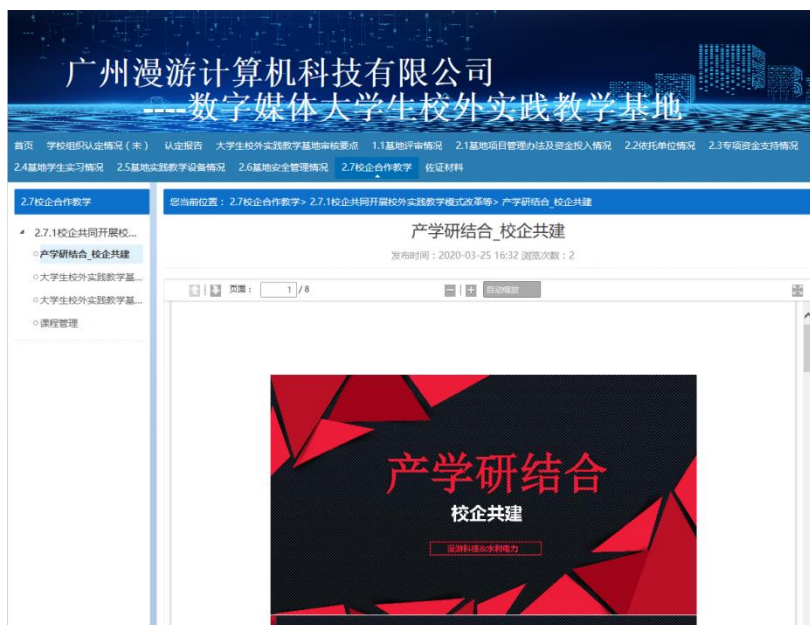 广州漫游计算机科技有限公司
----数字媒体大学生校外实践教学基地
首页 学校组织认定情况（未） 认定报告 大学生校外实践教学基地审核要点 1.1基地评审情况 2.1基地项目管理办法及资金投入情况 2.2依托单位情况 2.3专项资金支持情况
2.4基地学生实习情况 2.5基地实践教学设备情况 2.6基地安全管理情况 2.7校企合作教学 佐证材料
2.7校企合作教学
您当前位置： 2.7校企合作教学> 2.7.1校企共同开展校外实践教学模式改革等> 产学研结合_校企共建
2.7.1校企共同开展校...
产学研结合_校企共建
大学生校外实践教学基...
大学生校外实践教学基...
课程管理
产学研结合_校企共建
发布时间：2020-03-25 16:32 浏览次数：2
页面： 1 / 8 自动缩放
产学研结合
校企共建
漫游科技&水利电力